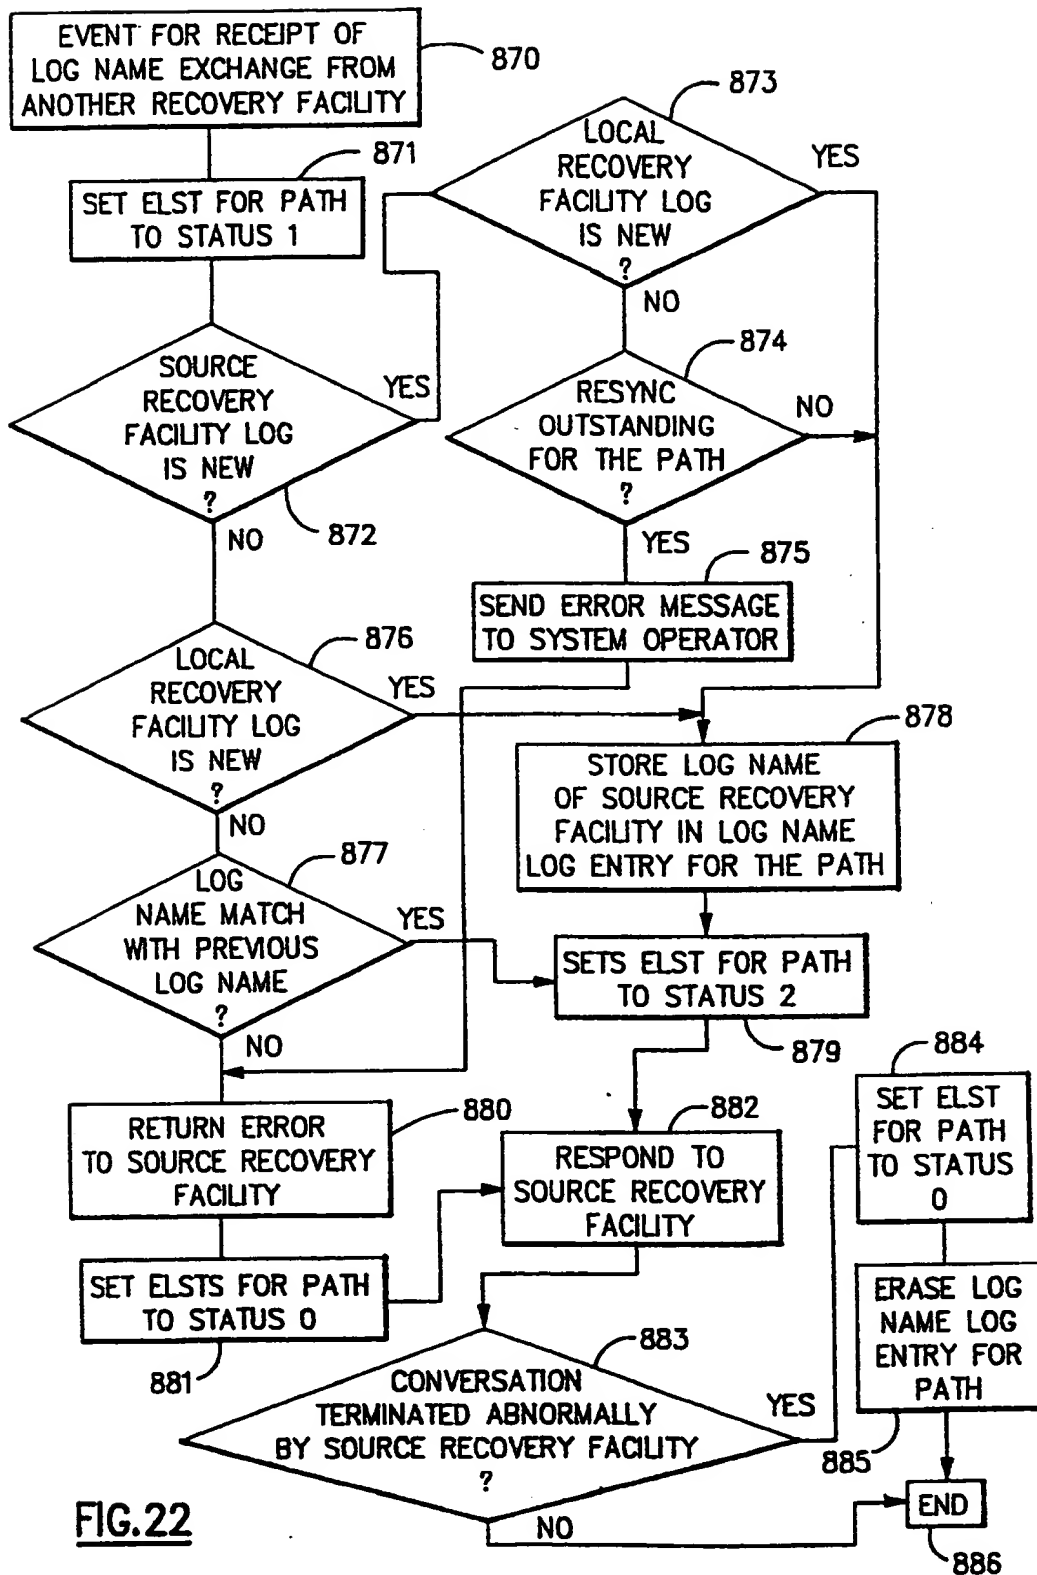 EVENT FOR RECEIPT OF
LOG NAME EXCHANGE FROM
ANOTHER RECOVERY FACILITY
870
871
SET ELST FOR PATH
TO STATUS 1
SOURCE
RECOVERY
FACILITY LOG
IS NEW
?
YES
NO
872
873
LOCAL
RECOVERY
FACILITY LOG
IS NEW
?
YES
NO
874
RESYNC
OUTSTANDING
FOR THE PATH
?
NO
YES
875
SEND ERROR MESSAGE
TO SYSTEM OPERATOR
876
LOCAL
RECOVERY
FACILITY LOG
IS NEW
?
YES
NO
877
LOG
NAME MATCH
WITH PREVIOUS
LOG NAME
?
YES
NO
878
STORE LOG NAME
OF SOURCE RECOVERY
FACILITY IN LOG NAME
LOG ENTRY FOR THE PATH
SETS ELST FOR PATH
TO STATUS 2
879
880
RETURN ERROR
TO SOURCE RECOVERY
FACILITY
SET ELSTS FOR PATH
TO STATUS 0
881
882
RESPOND TO
SOURCE RECOVERY
FACILITY
883
CONVERSATION
TERMINATED ABNORMALLY
BY SOURCE RECOVERY FACILITY
?
YES
NO
884
SET ELST
FOR PATH
TO STATUS
0
ERASE LOG
NAME LOG
ENTRY FOR
PATH
885
END
886
FIG.22